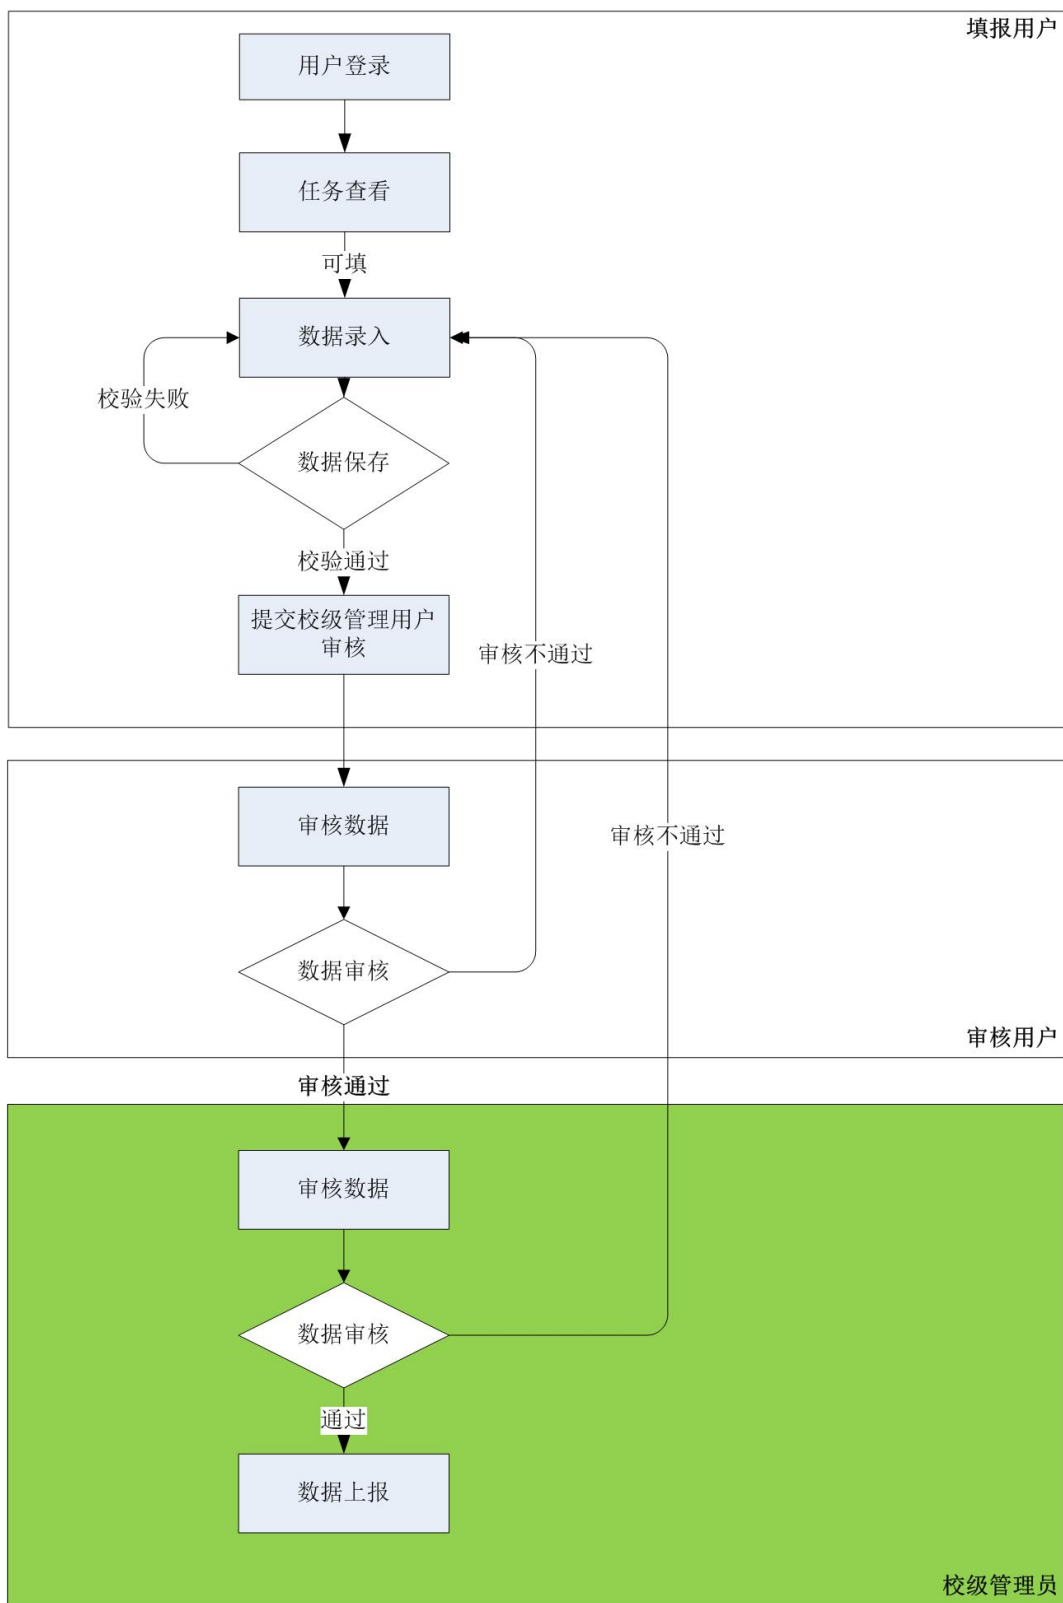 填报用户
用户登录
任务查看
可填
数据录入
校验失败
数据保存
校验通过
提交校级管理用户
审核
审核不通过
审核数据
审核不通过
数据审核
审核用户
审核通过
审核数据
数据审核
通过
数据上报
校级管理员